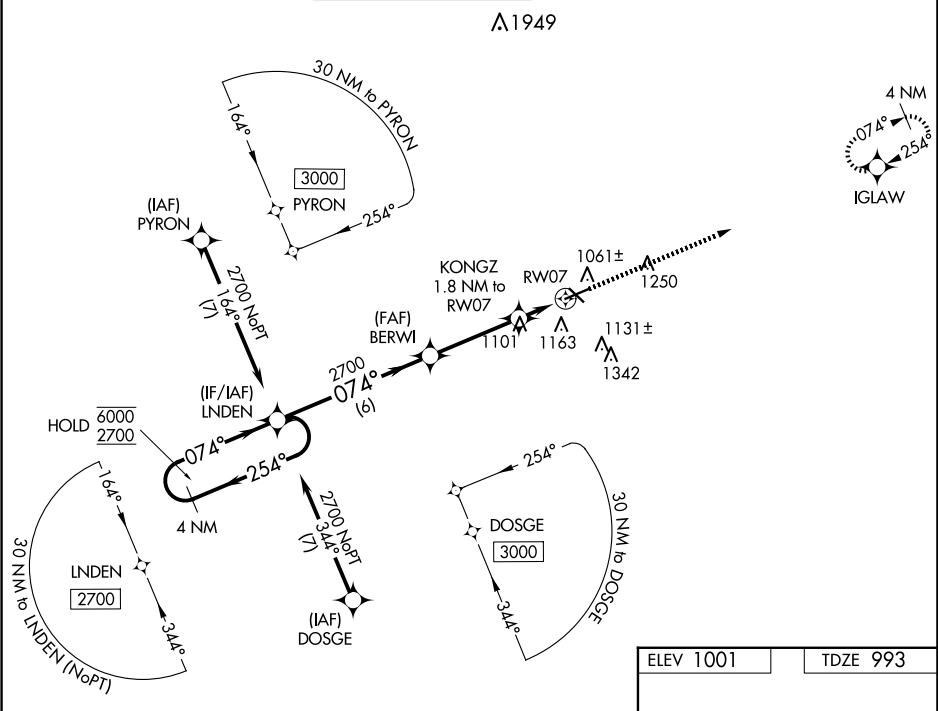 1949
30 NM to PYRON
164°
3000
PYRON
254°
4 NM
074°
254°
IGLAW
(IAF)
PYRON
2700 NoPT
164°
(7)
KONGZ
1.8 NM to
RW07
RW07
1061±
1250
1101
1163
1131±
1342
(FAF)
BERWI
2700
074°
(6)
(IF/IAF)
LNDEN
HOLD
6000
2700
074°
254°
4 NM
2700 NoPT
344°
(7)
(IAF)
DOSGE
164°
LNDEN
2700
344°
30 NM to LNDEN (NoPT)
254°
DOSGE
3000
344°
30 NM to DOSGE
ELEV 1001
TDZE 993